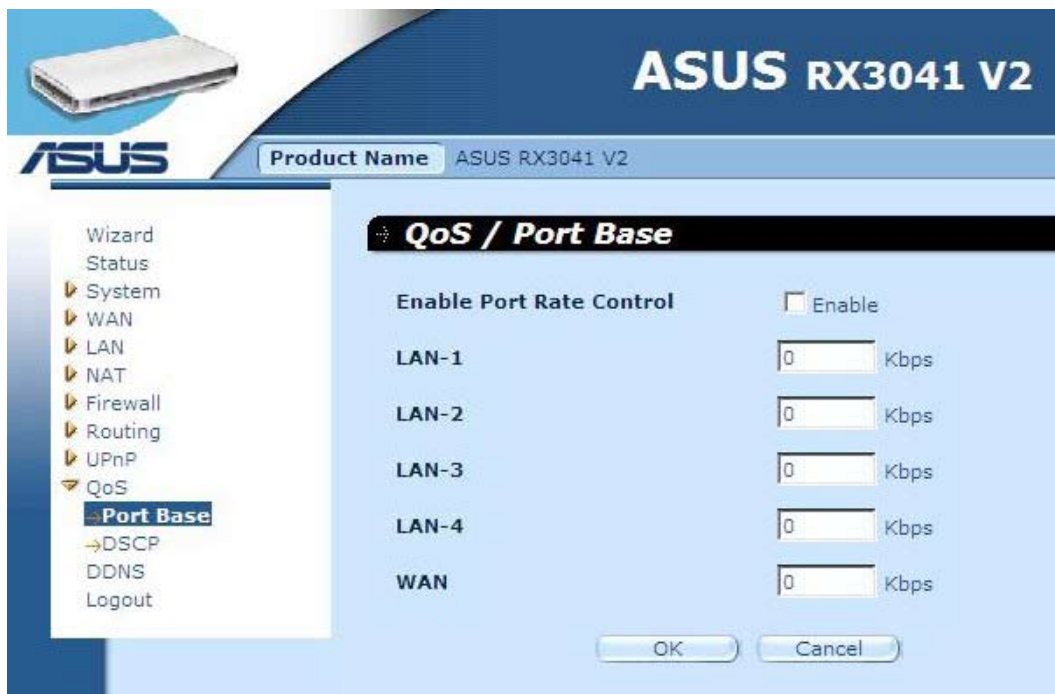 ASUS RX3041 V2
ASUS
Product Name ASUS RX3041 V2
Wizard
Status
System
WAN
LAN
NAT
Firewall
Routing
UPnP
QoS
Port Base
DSCP
DDNS
Logout
QoS / Port Base
Enable Port Rate Control Enable
LAN-1 0 Kbps
LAN-2 0 Kbps
LAN-3 0 Kbps
LAN-4 0 Kbps
WAN 0 Kbps
OK Cancel